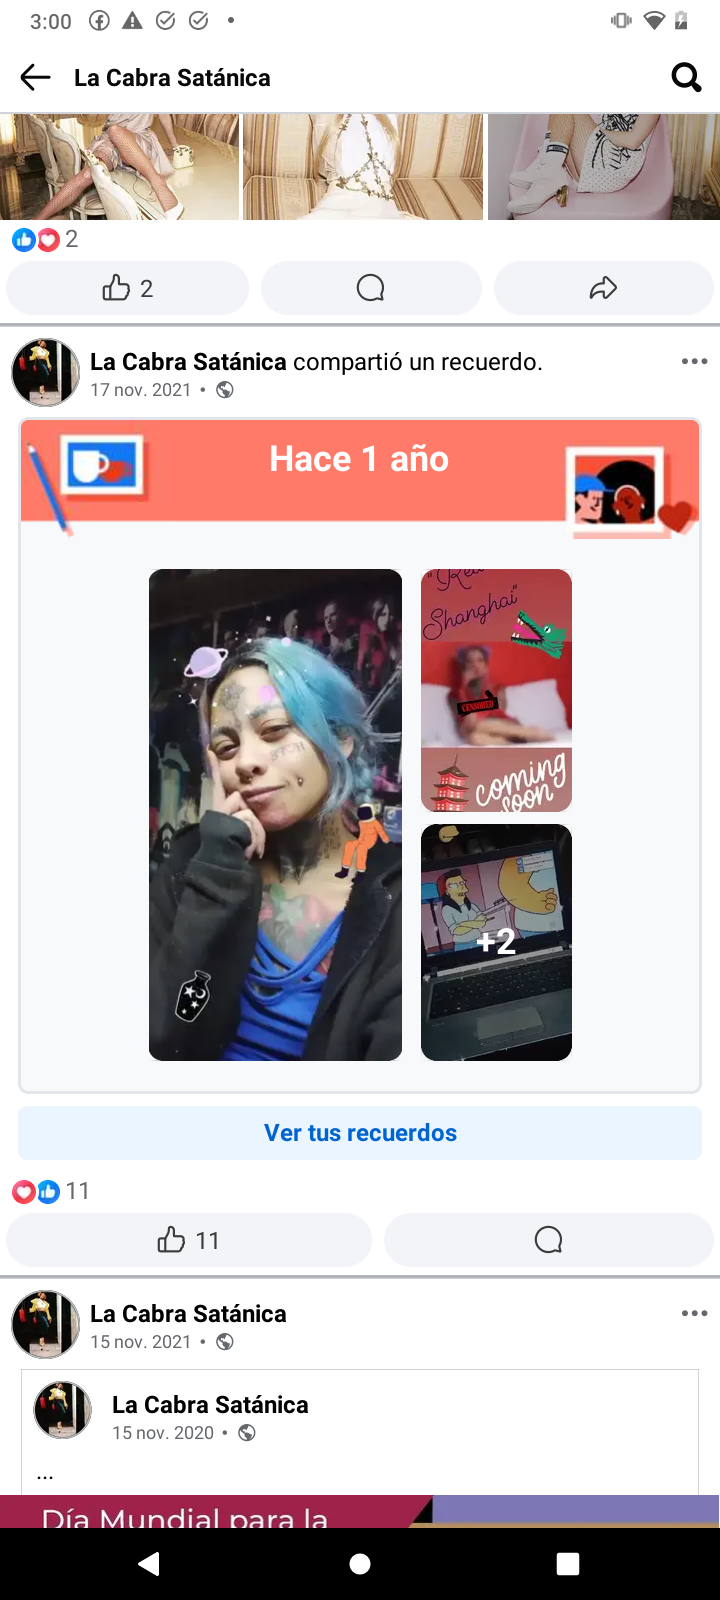 3:00
La Cabra Satánica
2
2
La Cabra Satánica compartió un recuerdo.
17 nov. 2021 •
Hace 1 año
Shanghai"
CENSORED
coming
soon
+2
Ver tus recuerdos
11
11
La Cabra Satánica
15 nov. 2021 •
La Cabra Satánica
15 nov. 2020 •
...
Día Mundial para la